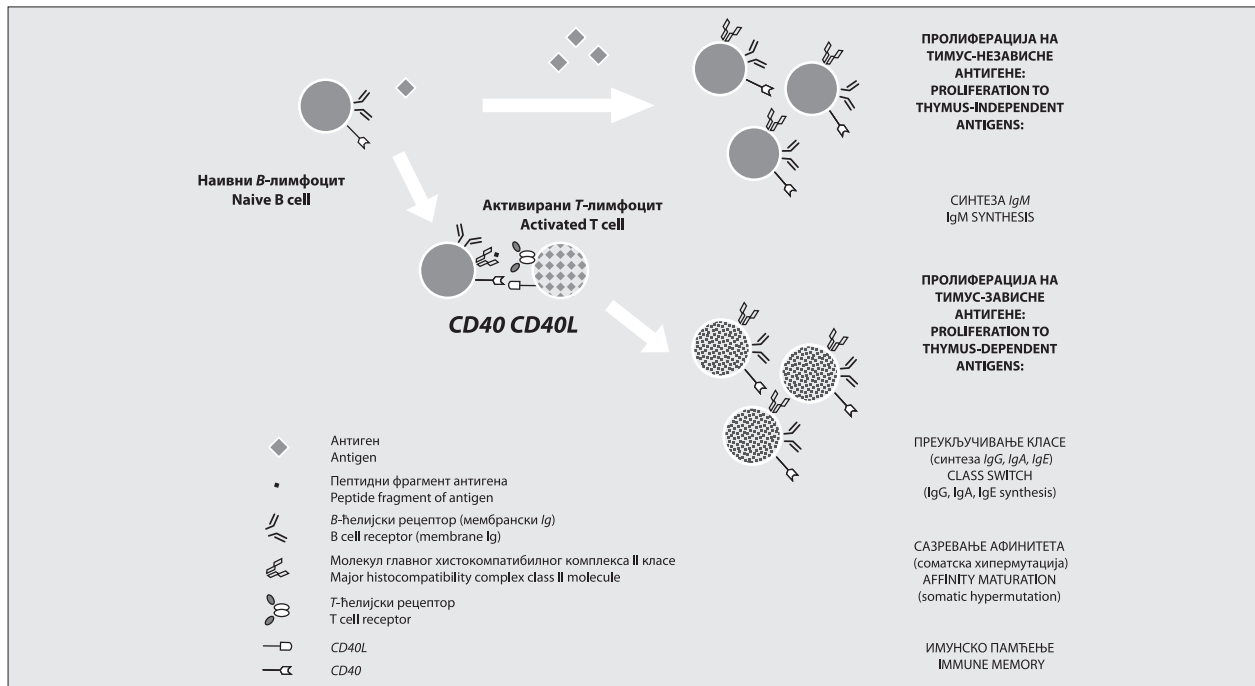 Наивни B-лимфоцит
Naive B cell
Активирани T-лимфоцит
Activated T cell
CD40 CD40L
ПРОЛИФЕРАЦИЈА НА
ТИМУС-НЕЗАВИСНЕ
АНТИГЕНЕ:
PROLIFERATION TO
THYMUS-INDEPENDENT
ANTIGENS:
СИНТЕЗА IgM
IgM SYNTHESIS
ПРОЛИФЕРАЦИЈА НА
ТИМУС-ЗАВИСНЕ
АНТИГЕНЕ:
PROLIFERATION TO
THYMUS-DEPENDENT
ANTIGENS:
ПРЕУКЉУЧИВАЊЕ КЛАСЕ
(синтеза IgG, IgA, IgE)
CLASS SWITCH
(IgG, IgA, IgE synthesis)
САЗРЕВАЊЕ АФИНИТЕТА
(соматска хипермутација)
AFFINITY MATURATION
(somatic hypermutation)
ИМУНСКО ПАМЋЕЊЕ
IMMUNE MEMORY
Антиген
Antigen
Пептидни фрагмент антигена
Peptide fragment of antigen
B-ћелијски рецептор (мембрански Ig)
B cell receptor (membrane Ig)
Молекул главног хистокомпатибилног комплекса II класе
Major histocompatibility complex class II molecule
T-ћелијски рецептор
T cell receptor
CD40L
CD40